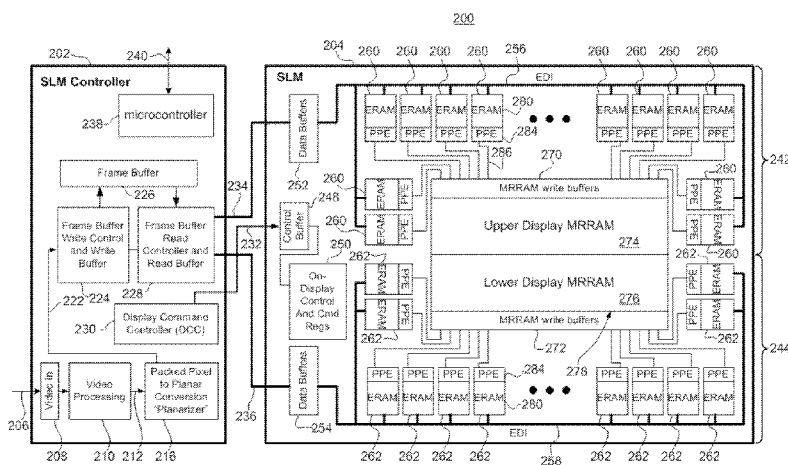 200
240
202
SLM Controller
238
microcontroller
Frame Buffer
226
234
Frame Buffer
Write Control
and Write
Buffer
Frame Buffer
Read
Controller and
Read Buffer
232
222
224
228
230
Display Command
Controller (DCC)
Video In
Video
Processing
Packed Pixel
to Planar
Conversion
"Planarizer"
206
208
210
212
216
236
204
SLM
260 260 260 260
256
260 260 260 260
EDI
Data Buffers
252
ERAM ERAM ERAM ERAM
280
ERAM ERAM ERAM ERAM
PPE PPE PPE PPE
284
PPE PPE PPE PPE
286
270
242
260
248
260
ERAM PPE
MRRAM write buffers
PPE ERAM
Control
Buffer
260
ERAM PPE
Upper Display MRRAM
274
PPE ERAM
250
262
262
260
On-
Display
Control
And Cmd
Regs
ERAM PPE
Lower Display MRRAM
276
PPE ERAM
ERAM PPE
MRRAM write buffers
PPE ERAM
262
272
278
262
244
Data Buffers
254
PPE PPE PPE PPE
284
PPE PPE PPE PPE
ERAM ERAM ERAM ERAM
280
ERAM ERAM ERAM ERAM
EDI
262 262 262 262
258
262 262 262 262